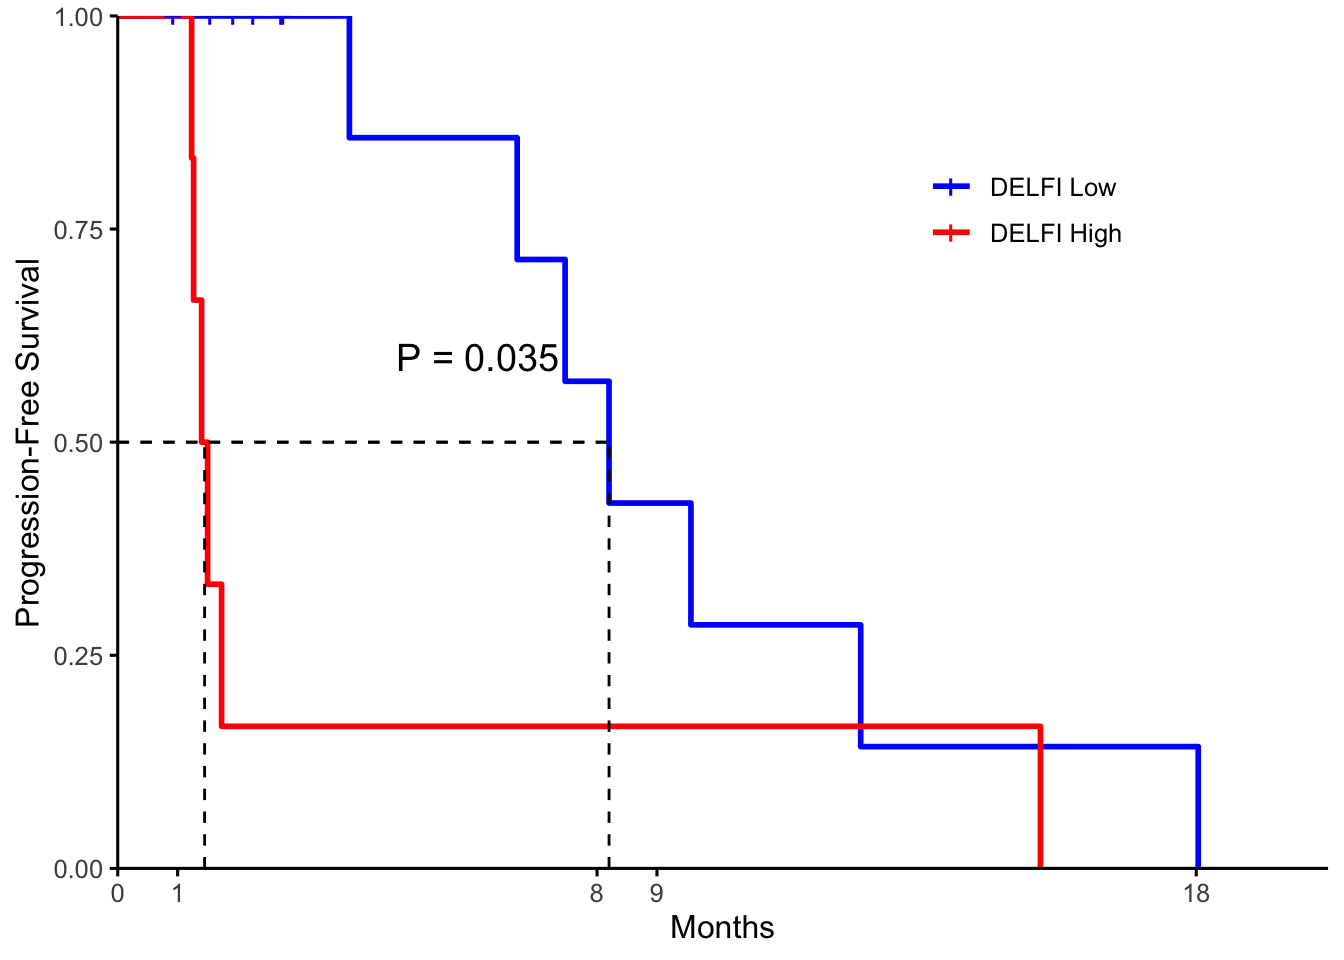 1.00
0.75
0.50
0.25
0.00
Progression-Free Survival
DELFI Low
DELFI High
P = 0.035
0 1 8 9 18
Months